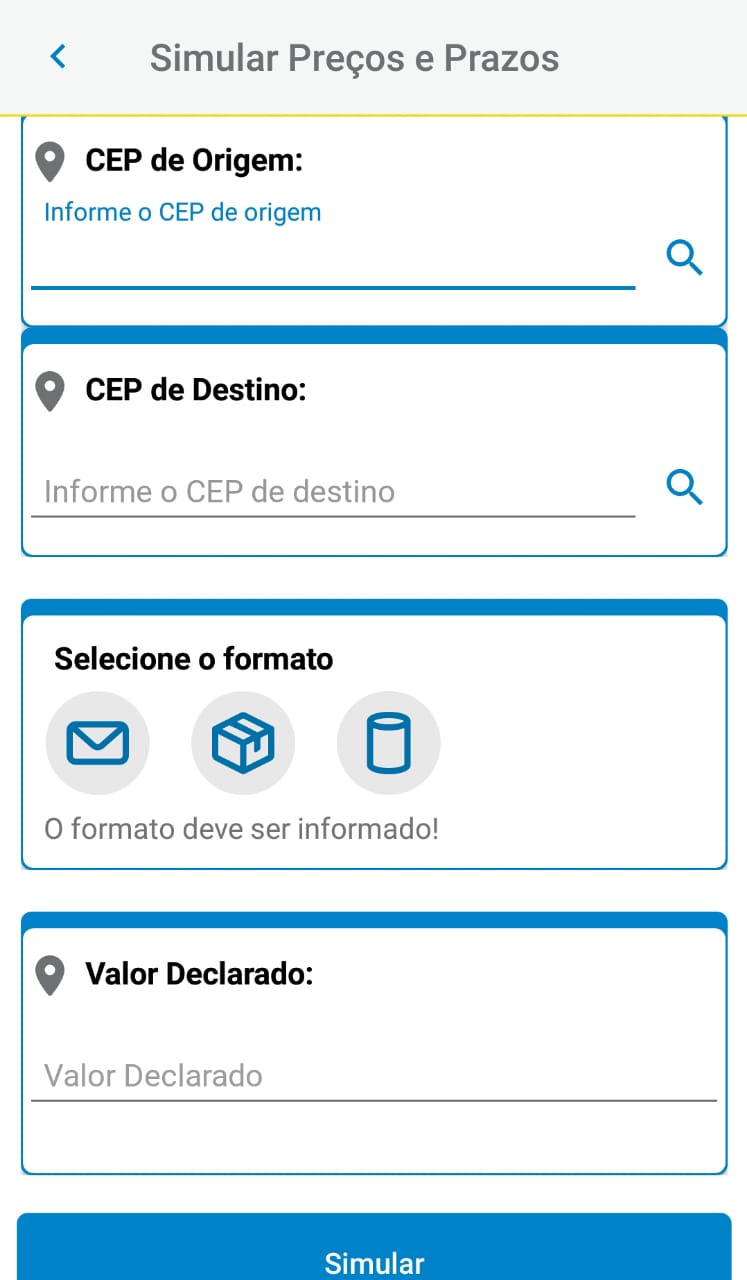 Simular Preços e Prazos
CEP de Origem:
Informe o CEP de origem
CEP de Destino:
Informe o CEP de destino
Selecione o formato
O formato deve ser informado!
Valor Declarado:
Valor Declarado
Simular